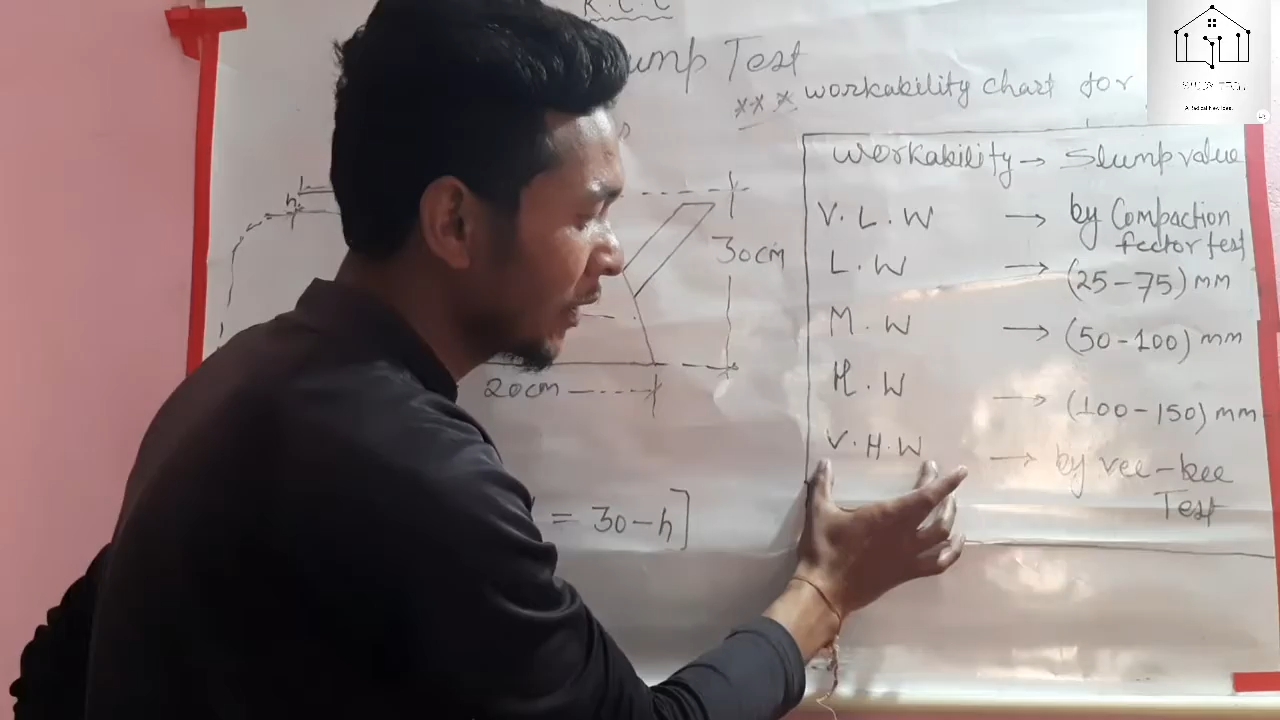 R.C.C
Test
workability chart for
workability → Slump value
V.L.W → by Compaction
factor test
L.W → (25-75) mm
M.W → (50-100) mm
H.W → (100-150) mm
V.H.W → by vee-bee
Test
h
30cm
20cm
= 30-h]